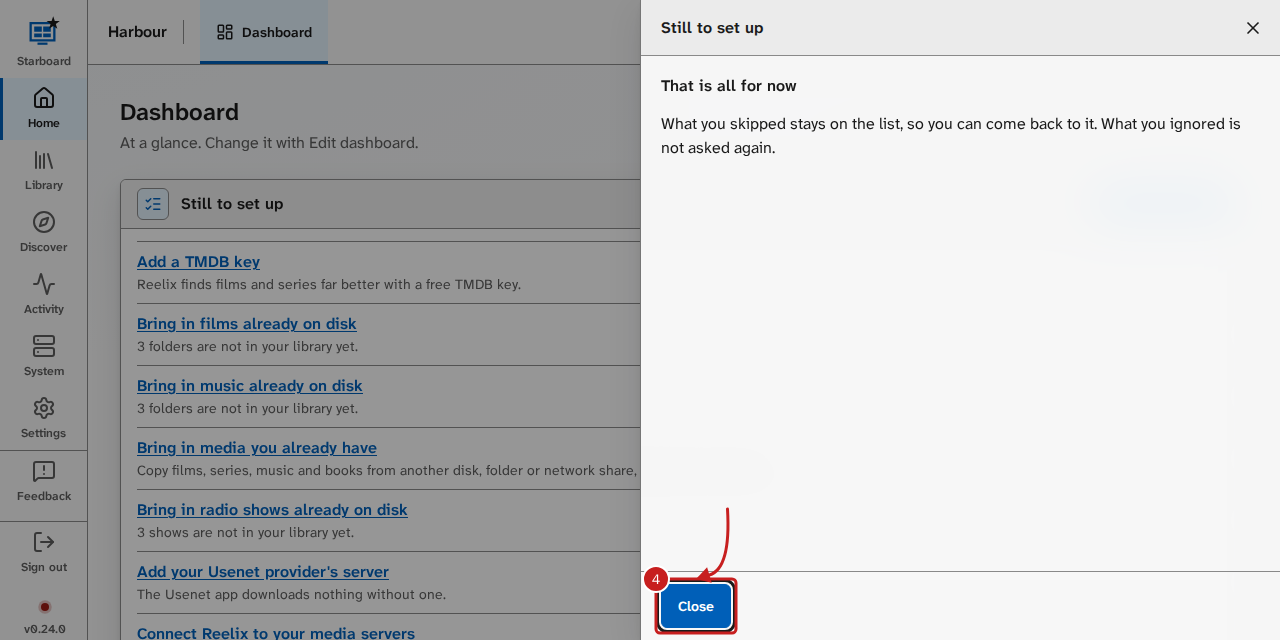 Starboard
Home
Library
Discover
Activity
System
Settings
Feedback
Sign out
v0.24.0
Harbour
Dashboard
Dashboard
At a glance. Change it with Edit dashboard.
Still to set up
Add a TMDB key
Reelix finds films and series far better with a free TMDB key.
Bring in films already on disk
3 folders are not in your library yet.
Bring in music already on disk
3 folders are not in your library yet.
Bring in media you already have
Copy films, series, music and books from another disk, folder or network share,
Bring in radio shows already on disk
3 shows are not in your library yet.
Add your Usenet provider's server
The Usenet app downloads nothing without one.
Connect Reelix to your media servers
Still to set up
That is all for now
What you skipped stays on the list, so you can come back to it. What you ignored is
not asked again.
4
Close